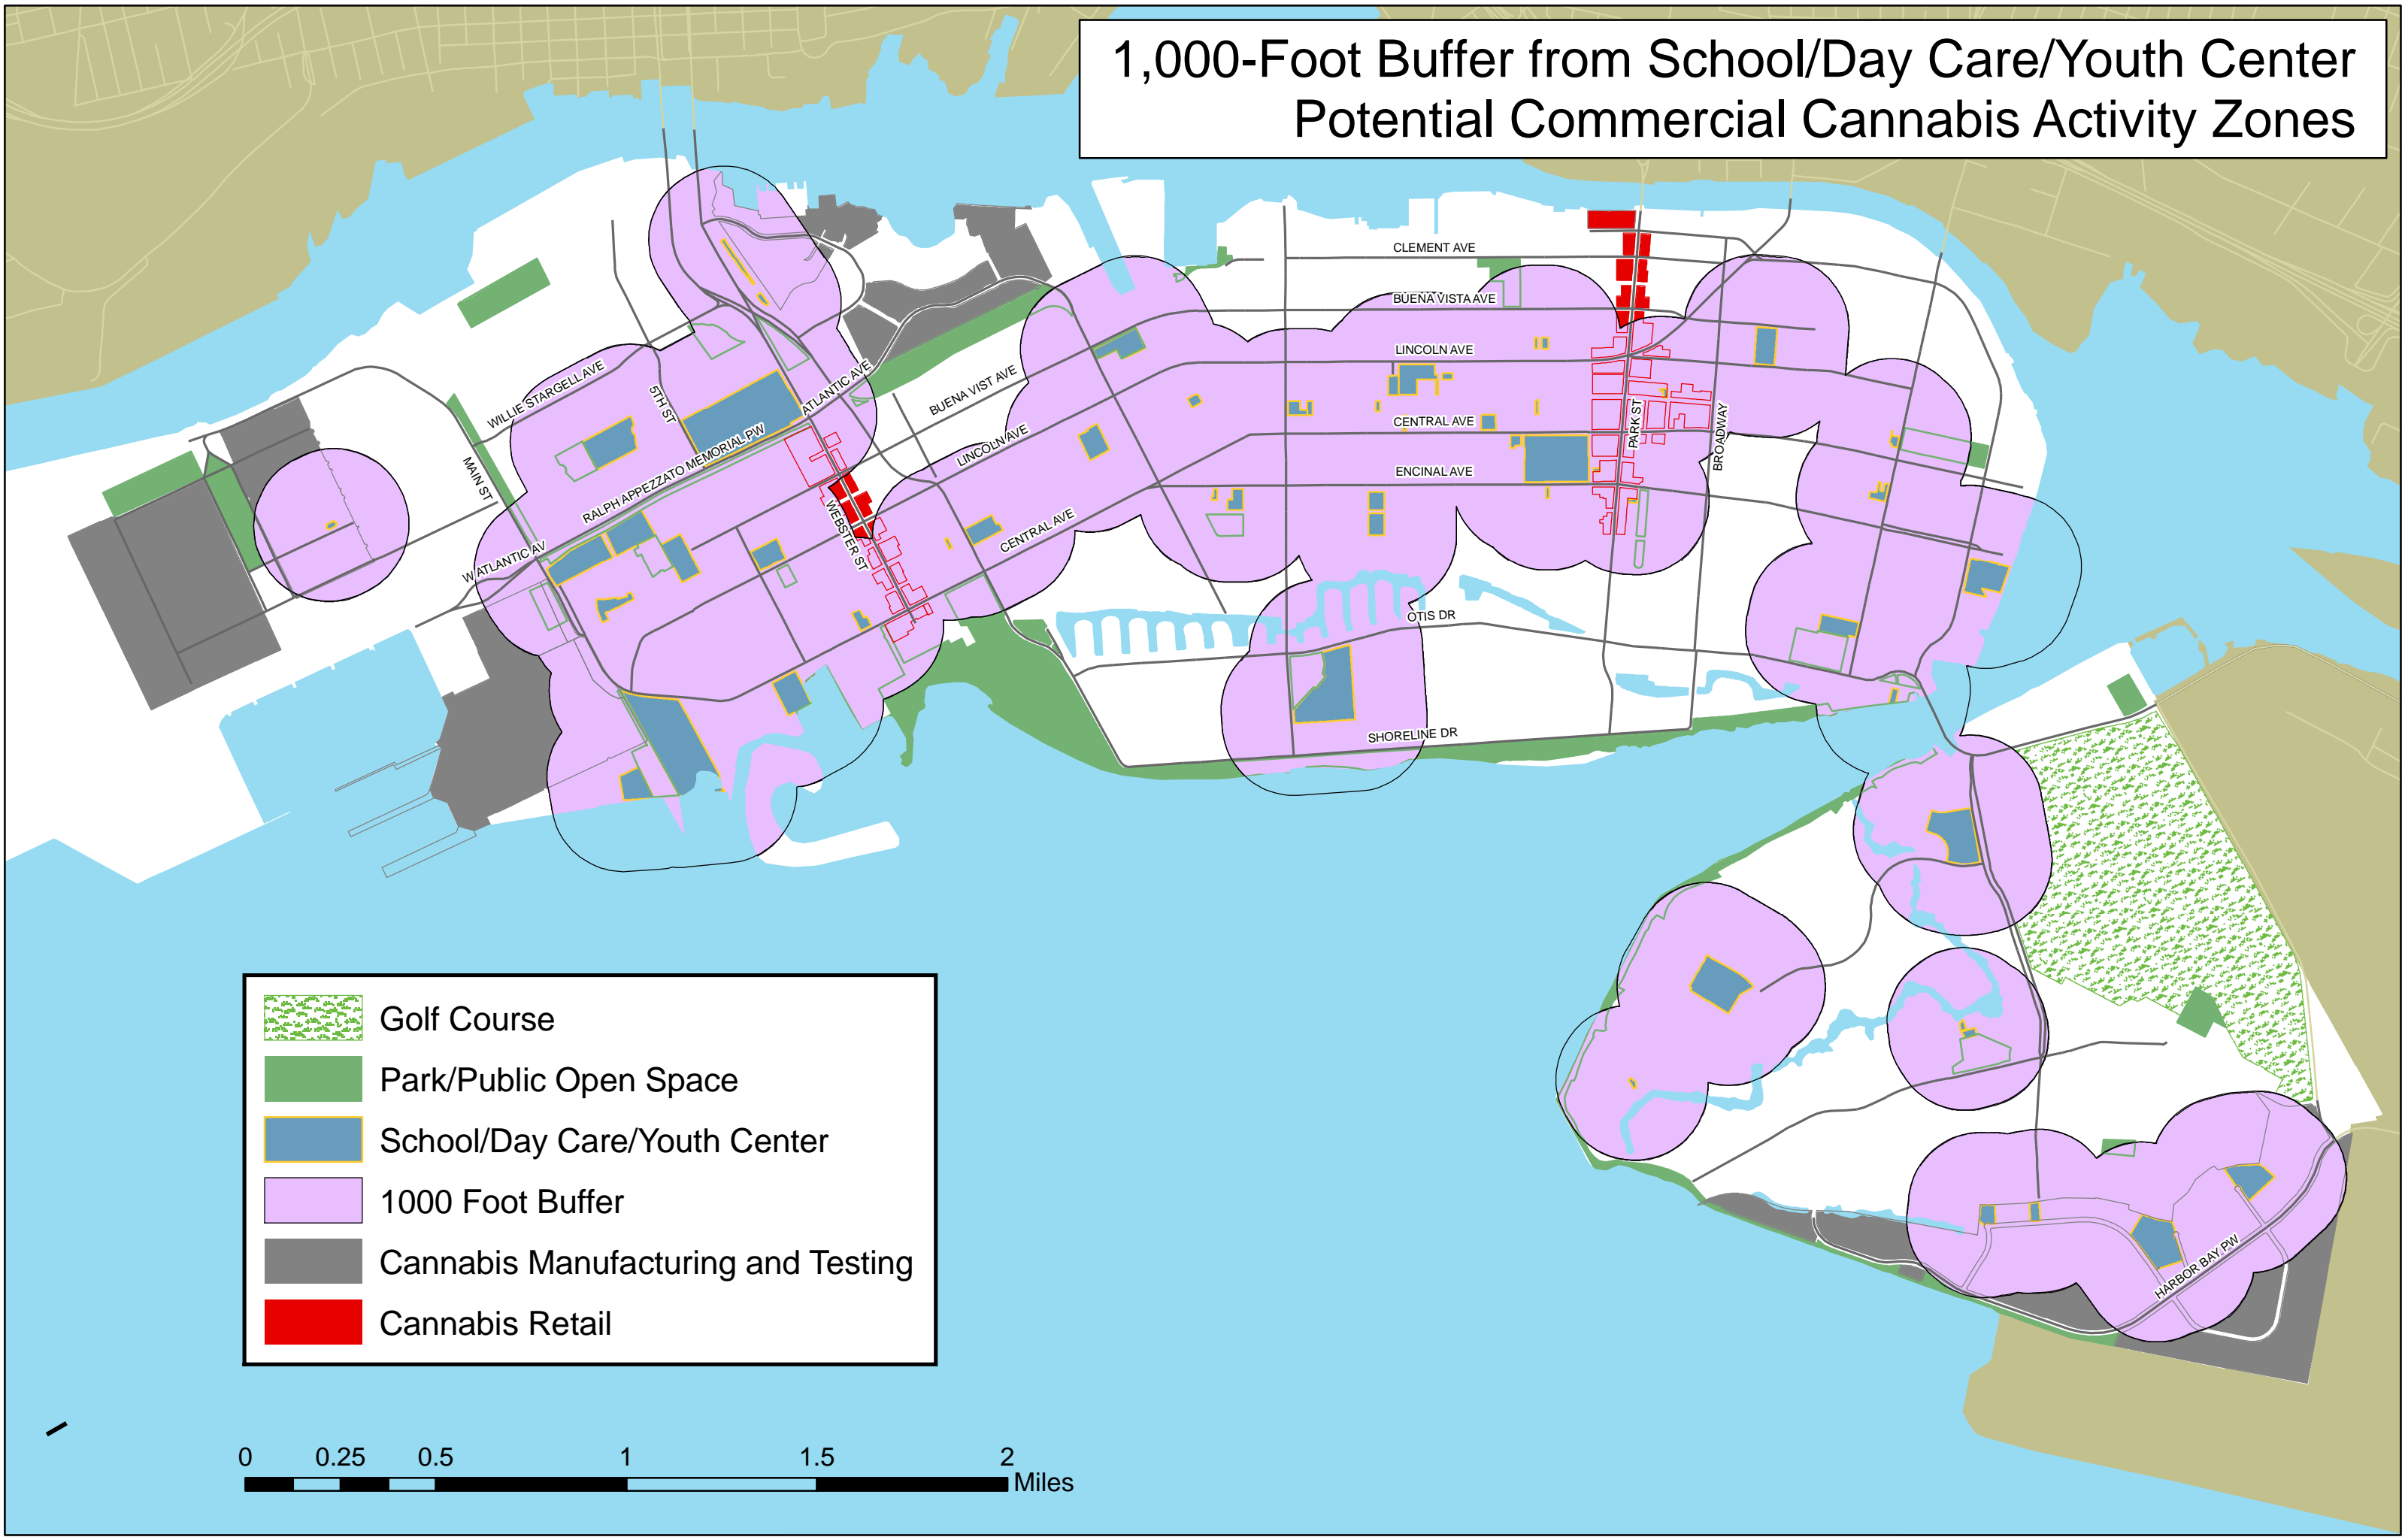 1,000-Foot Buffer from School/Day Care/Youth Center
Potential Commercial Cannabis Activity Zones
CLEMENT AVE
BUENA VISTA AVE
LINCOLN AVE
CENTRAL AVE
ENCINAL AVE
PARK ST
BROADWAY
WILLIE STARGELL AVE
5TH ST
ATLANTIC AVE
BUENA VIST AVE
LINCOLN AVE
MAIN ST
RALPH APPEZZATO MEMORIAL PW
WEBSTER ST
W ATLANTIC AV
CENTRAL AVE
OTIS DR
SHORELINE DR
HARBOR BAY PW
Golf Course
Park/Public Open Space
School/Day Care/Youth Center
1000 Foot Buffer
Cannabis Manufacturing and Testing
Cannabis Retail
0 0.25 0.5 1 1.5 2
Miles